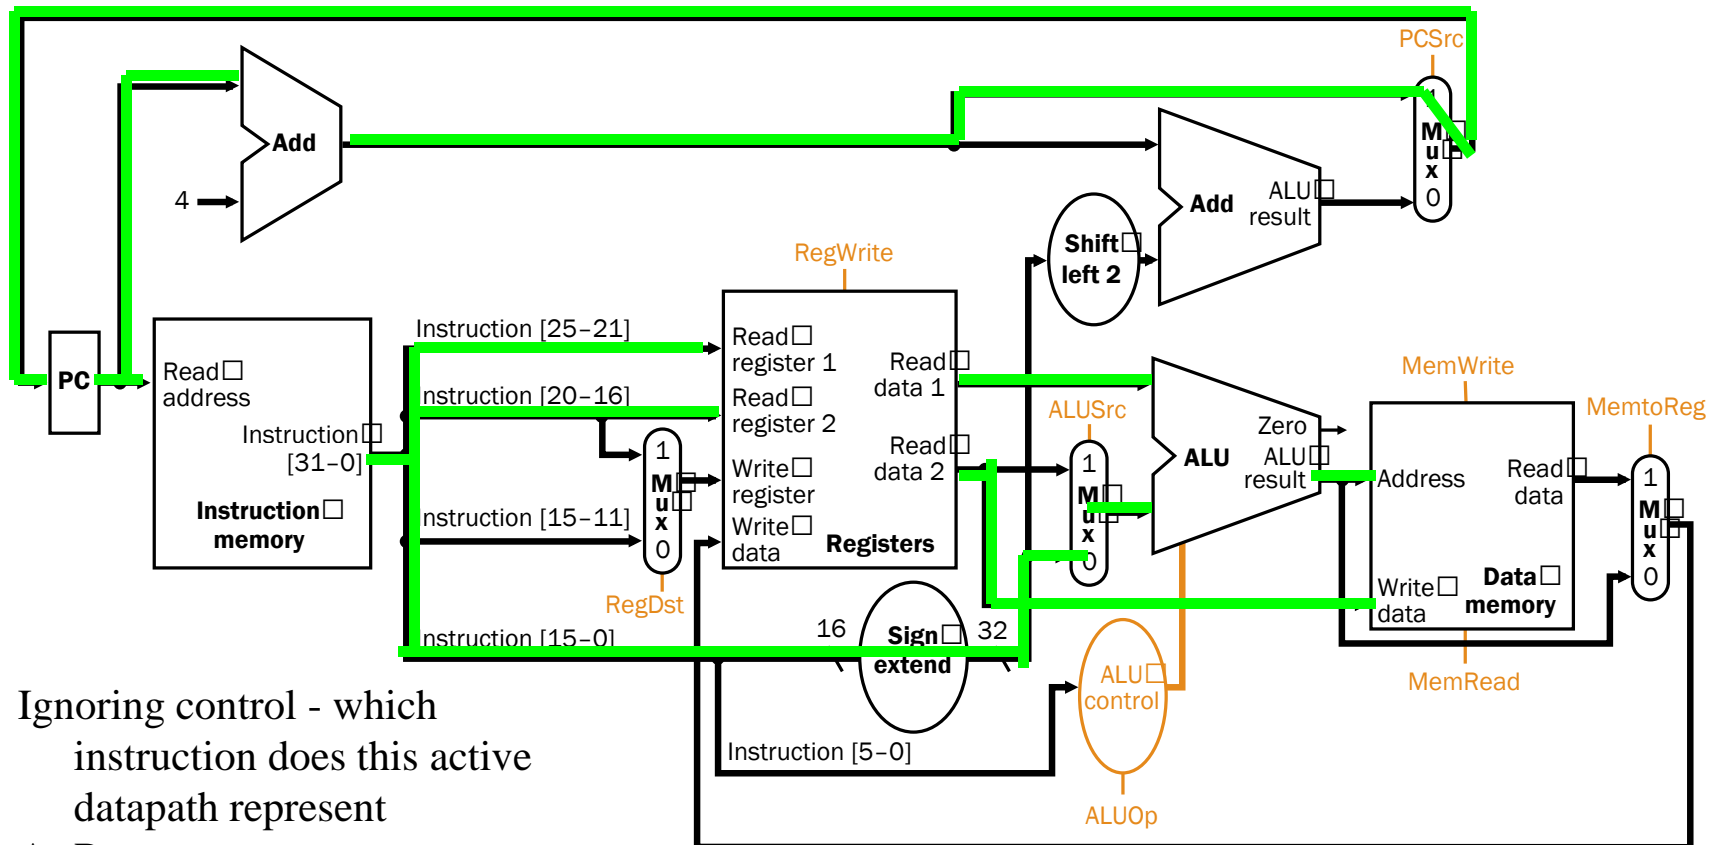 PCSrc
1
M
u
x
0
Add
4
Add
ALU
result
Shift
left 2
RegWrite
Instruction [25–21]
Read
register 1
Read
data 1
PC
Read
address
nstruction [20–16]
Read
register 2
Instruction
[31–0]
Instruction
memory
1
M
u
x
0
RegDst
Write
register
Write
data
Read
data 2
Registers
nstruction [15–11]
ALUSrc
1
M
u
x
0
Zero
ALU
ALU
result
MemWrite
Address
Read
data
Write
data
Data
memory
MemRead
MemtoReg
1
M
u
x
0
nstruction [15–0]
16
Sign
extend
32
ALU
control
Instruction [5–0]
ALUOp
Ignoring control - which
instruction does this active
datapath represent